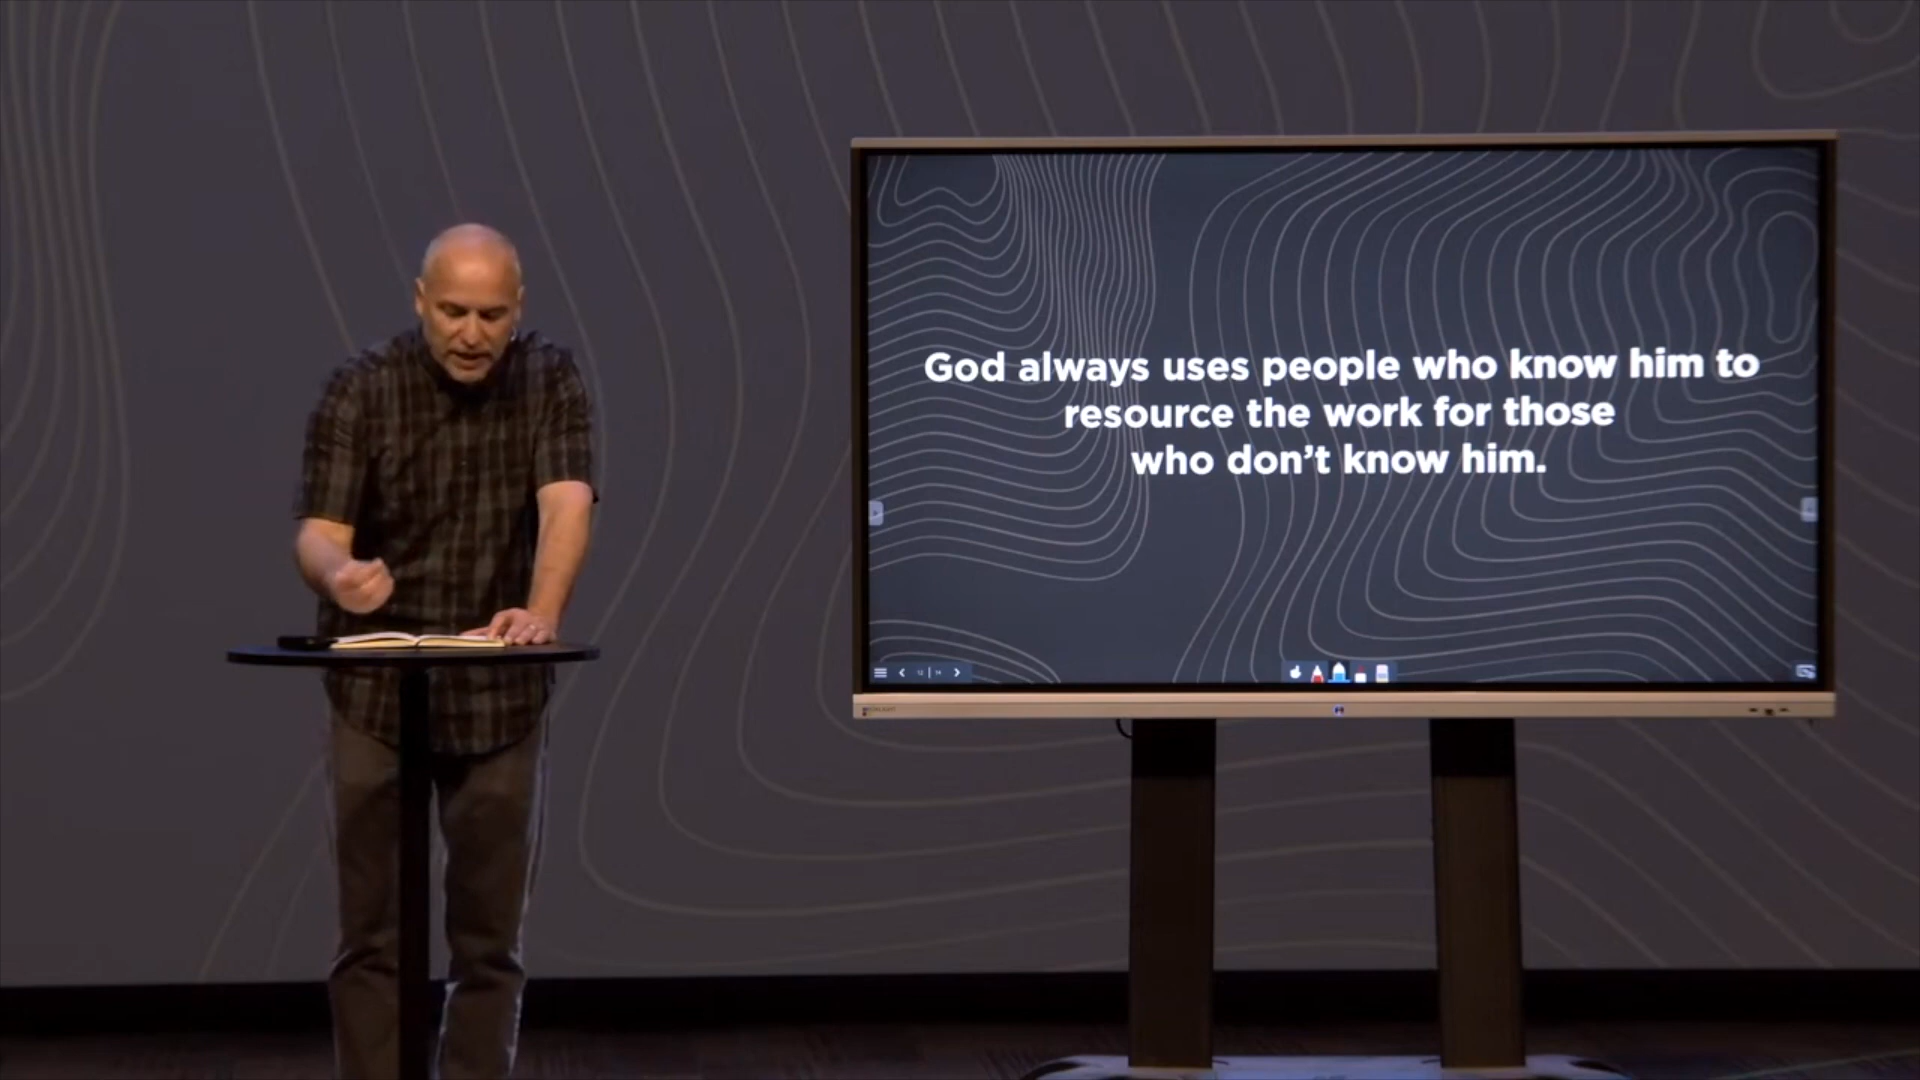 God always uses people who know him to
resource the work for those
who don't know him.